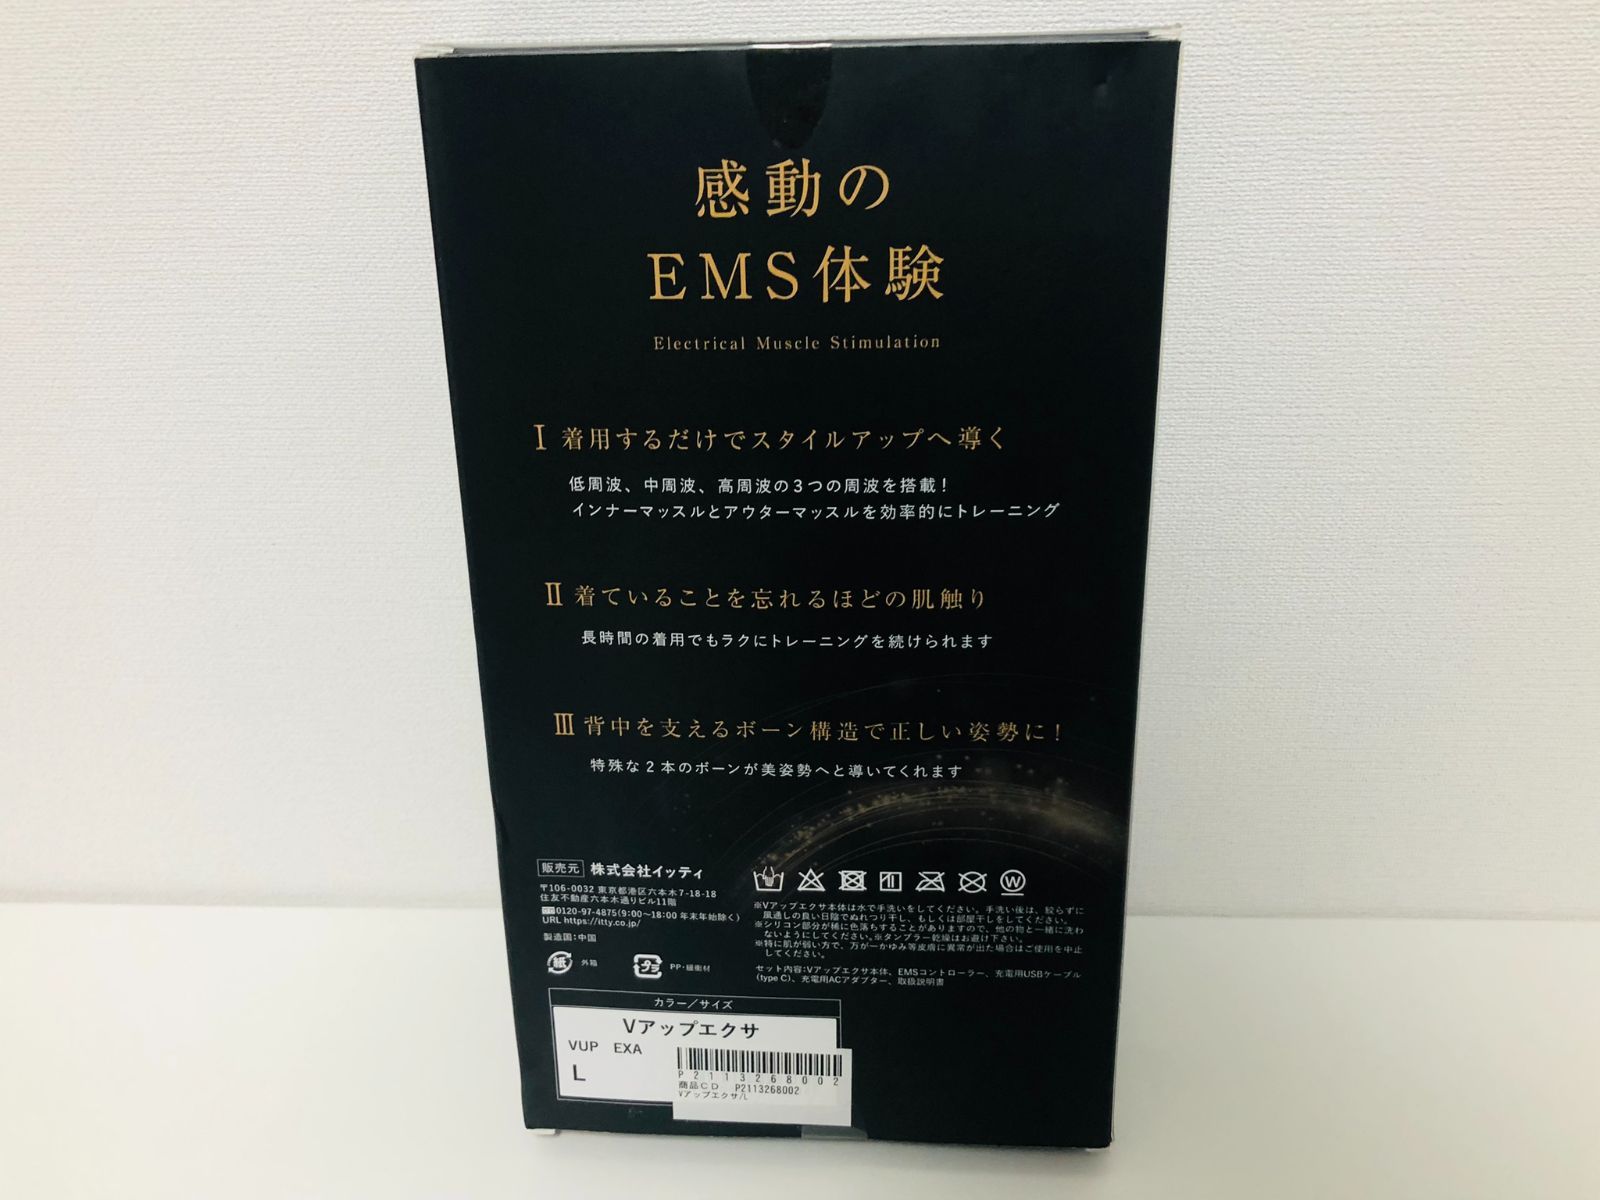 感動の
EMS体験
Electrical Muscle Stimulation
Ⅰ 着用するだけでスタイルアップへ導く
低周波、中周波、高周波の3つの周波を搭載!
インナーマッスルとアウターマッスルを効率的にトレーニング
Ⅱ 着ていることを忘れるほどの肌触り
長時間の着用でもラクにトレーニングを続けられます
Ⅲ 背中を支えるボーン構造で正しい姿勢に!
特殊な2本のボーンが美姿勢へと導いてくれます
販売元 株式会社イッティ
〒106-0032 東京都港区六本木7-18-18
住友不動産六本木通りビル11階
0120-97-4875(9:00~18:00 年末年始除く)
URL https://itty.co.jp/
製造国:中国
紙 外箱
プラ PP・緩衝材
W
※Vアップエクサ本体は水で手洗いをしてください。手洗い後は、絞らずに
風通しの良い日陰でぬれつり干し、もしくは部屋干しをしてください。
※シリコン部分が稀に色落ちすることがありますので、他の物と一緒に洗わ
ないようにしてください。※タンブラー乾燥はお避け下さい。
※特に肌が弱い方で、万が一かゆみ等皮膚に異常が出た場合はご使用を中止
してください。
セット内容:Vアップエクサ本体、EMSコントローラー、充電用USBケーブル
(type C)、充電用ACアダプター、取扱説明書
カラー/サイズ
Vアップエクサ
VUP EXA
L
P2113268002
商品CD P2113268002
Vアップエクサ/L